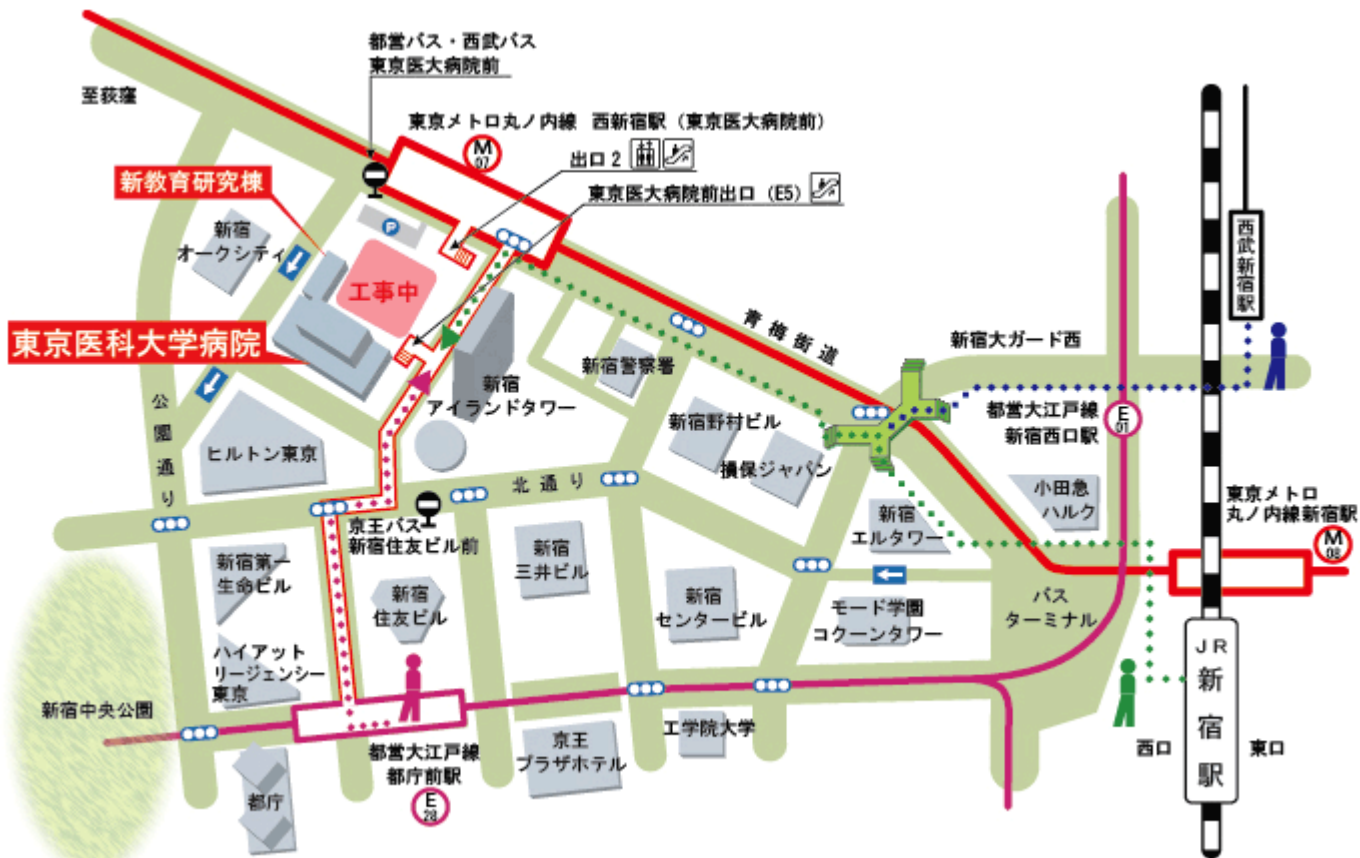 都営バス・西武バス
東京医大病院前
至荻窪
東京メトロ丸ノ内線 西新宿駅（東京医大病院前）
M
07
出口2
東京医大病院前出口（E5）
新教育研究棟
新宿
オークシティ
P
工事中
東京医科大学病院
新宿
アイランドタワー
新宿警察署
青梅街道
新宿大ガード西
西武新宿駅
都営大江戸線
新宿西口駅
E
01
公園通り
ヒルトン東京
新宿野村ビル
損保ジャパン
北通り
京王バス
新宿住友ビル前
新宿
エルタワー
小田急
ハルク
東京メトロ
丸ノ内線新宿駅
M
08
新宿第一
生命ビル
新宿
住友ビル
新宿
三井ビル
新宿
センタービル
モード学園
コクーンタワー
バス
ターミナル
ハイアット
リージェンシー
東京
新宿中央公園
都営大江戸線
都庁前駅
E
28
都庁
京王
プラザホテル
工学院大学
西口
JR
新宿駅
東口